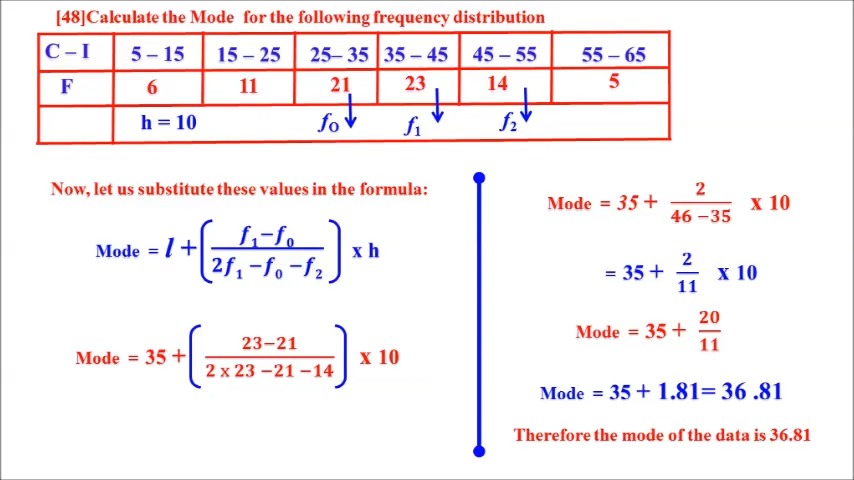 [48]Calculate the Mode for the following frequency distribution
C – I 5 – 15 15 – 25 25– 35 35 – 45 45 – 55 55 – 65
F 6 11 21 23 14 5
h = 10 f₀ f₁ f₂
Now, let us substitute these values in the formula:
Mode = l + ( (f₁−f₀) / (2f₁ −f₀ −f₂) ) x h
Mode = 35 + ( (23−21) / (2 x 23 −21 −14) ) x 10
Mode = 35 + 2 / (46 −35) x 10
= 35 + 2/11 x 10
Mode = 35 + 20/11
Mode = 35 + 1.81= 36 .81
Therefore the mode of the data is 36.81